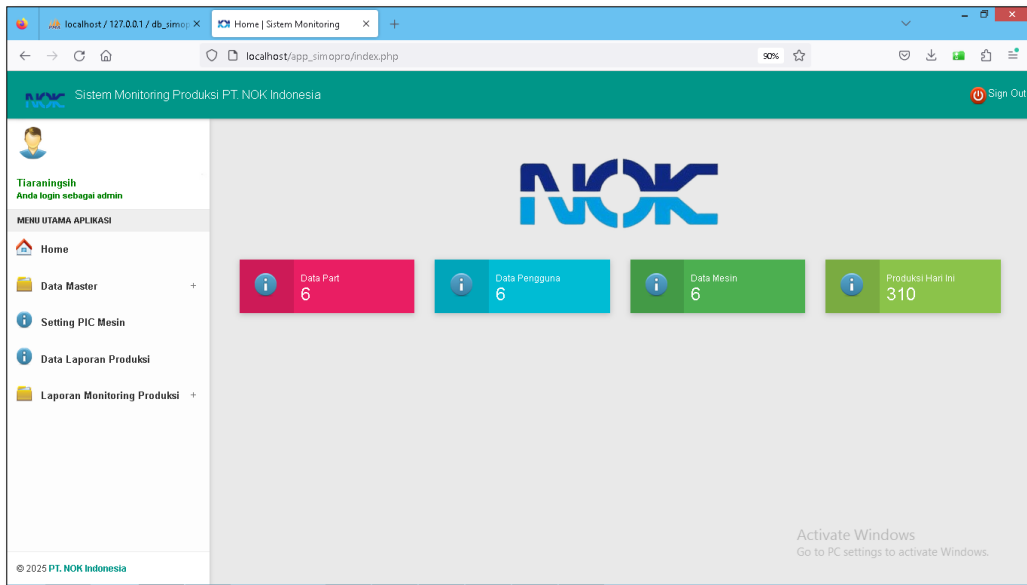 localhost / 127.0.0.1 / db_simop
Home | Sistem Monitoring
localhost/app_simopro/index.php
90%
NOK
Sistem Monitoring Produksi PT. NOK Indonesia
Sign Out
Tiaraningsih
Anda login sebagai admin
MENU UTAMA APLIKASI
Home
Data Master +
Setting PIC Mesin
Data Laporan Produksi
Laporan Monitoring Produksi +
NOK
Data Part
6
Data Pengguna
6
Data Mesin
6
Produksi Hari Ini
310
Activate Windows
Go to PC settings to activate Windows.
© 2025 PT. NOK Indonesia